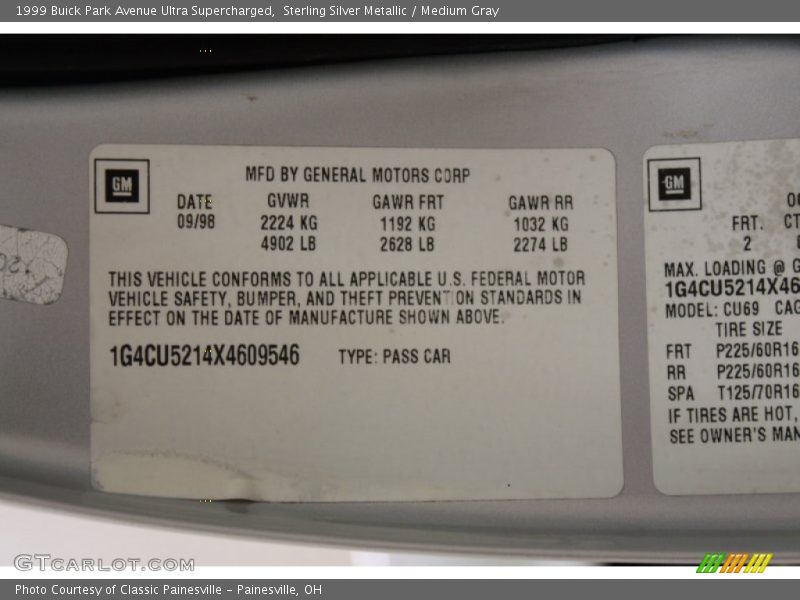 1999 Buick Park Avenue Ultra Supercharged, Sterling Silver Metallic / Medium Gray
GM
MFD BY GENERAL MOTORS CORP
DATE GVWR GAWR FRT GAWR RR
09/98 2224 KG 1192 KG 1032 KG
4902 LB 2628 LB 2274 LB
THIS VEHICLE CONFORMS TO ALL APPLICABLE U.S. FEDERAL MOTOR
VEHICLE SAFETY, BUMPER, AND THEFT PREVENTION STANDARDS IN
EFFECT ON THE DATE OF MANUFACTURE SHOWN ABOVE.
1G4CU5214X4609546 TYPE: PASS CAR
GM
FRT.
2
MAX. LOADING @
1G4CU5214X46
MODEL: CU69
TIRE SIZE
FRT P225/60R16
RR P225/60R16
SPA T125/70R16
IF TIRES ARE HOT,
SEE OWNER'S MAN
GTCARLOT.COM
Photo Courtesy of Classic Painesville - Painesville, OH